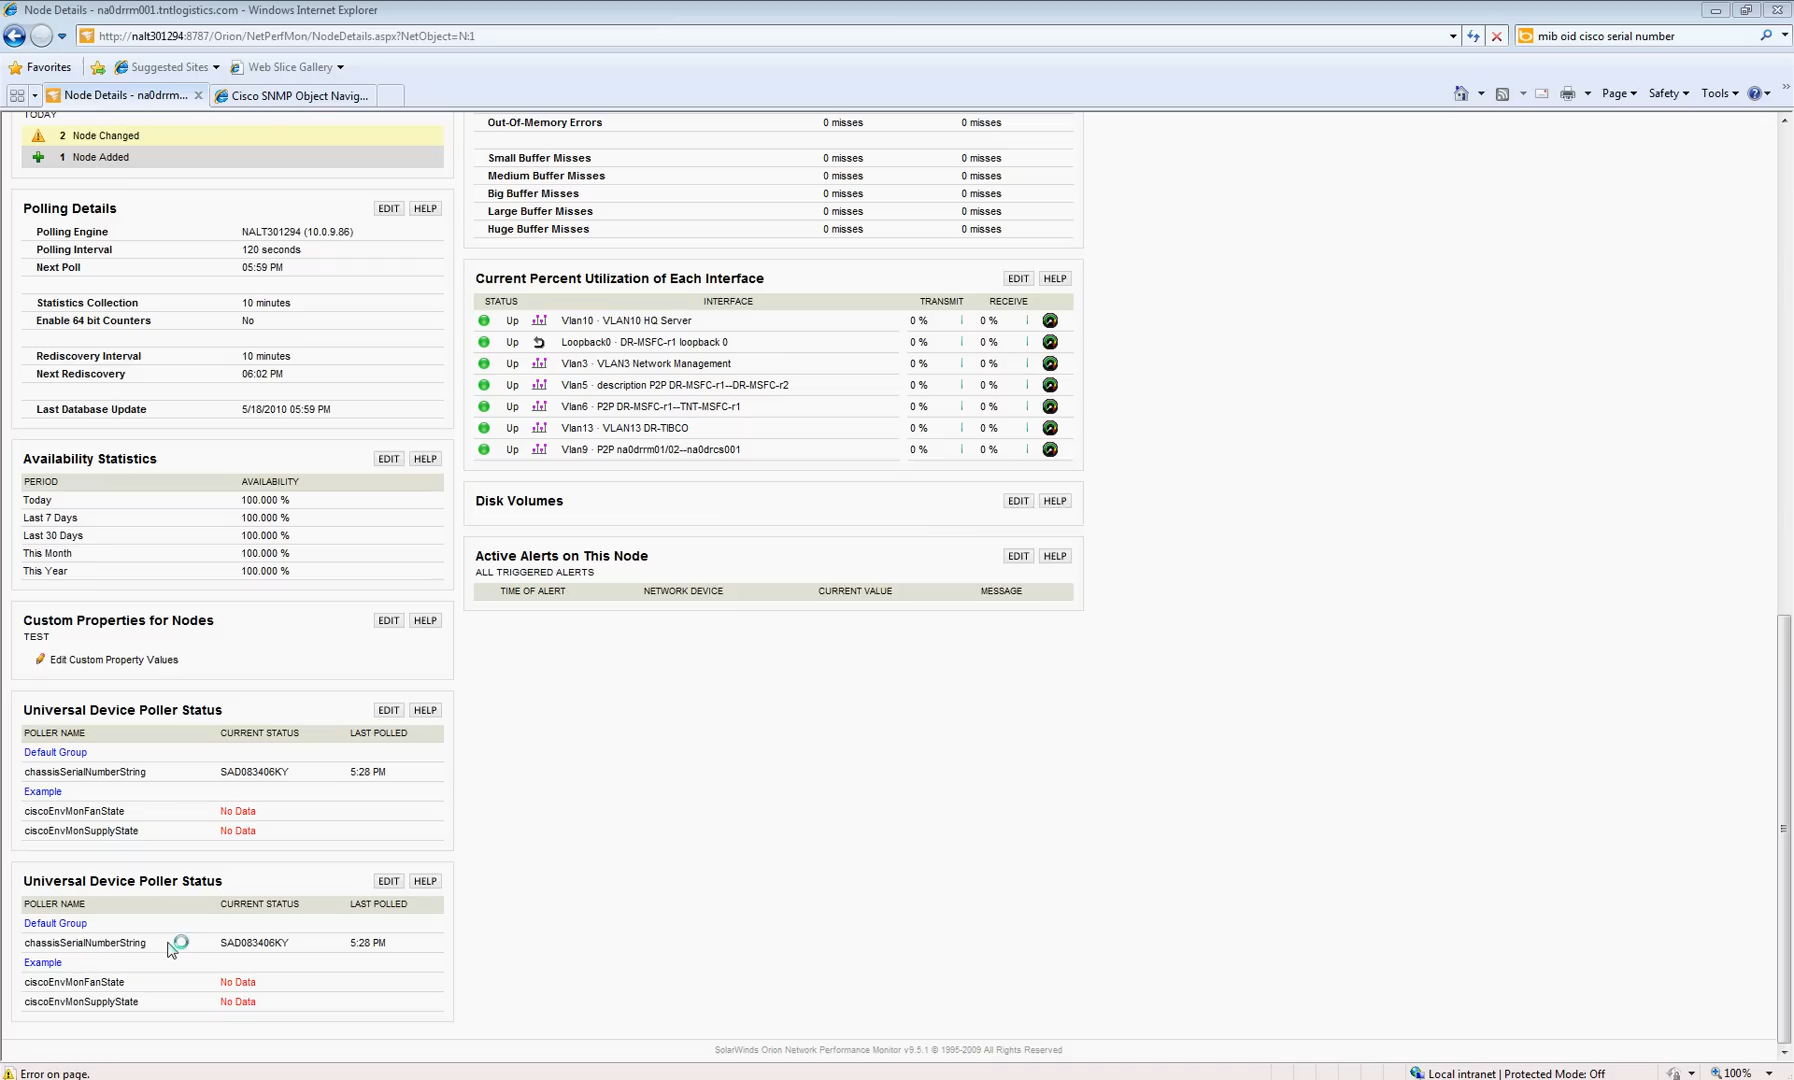 Node Details - na0drrm001.tntlogistics.com - Windows Internet Explorer
http://nalt301294:8787/Orion/NetPerfMon/NodeDetails.aspx?NetObject=N:1
mib oid cisco serial number
Favorites
Suggested Sites
Web Slice Gallery
Node Details - na0drrm...
Cisco SNMP Object Navig...
Page
Safety
Tools
TODAY
2 Node Changed
1 Node Added
Polling Details EDIT HELP
Polling Engine NALT301294 (10.0.9.86)
Polling Interval 120 seconds
Next Poll 05:59 PM
Statistics Collection 10 minutes
Enable 64 bit Counters No
Rediscovery Interval 10 minutes
Next Rediscovery 06:02 PM
Last Database Update 5/18/2010 05:59 PM
Availability Statistics EDIT HELP
PERIOD AVAILABILITY
Today 100.000 %
Last 7 Days 100.000 %
Last 30 Days 100.000 %
This Month 100.000 %
This Year 100.000 %
Custom Properties for Nodes EDIT HELP
TEST
Edit Custom Property Values
Universal Device Poller Status EDIT HELP
POLLER NAME CURRENT STATUS LAST POLLED
Default Group
chassisSerialNumberString SAD083406KY 5:28 PM
Example
ciscoEnvMonFanState No Data
ciscoEnvMonSupplyState No Data
Universal Device Poller Status EDIT HELP
POLLER NAME CURRENT STATUS LAST POLLED
Default Group
chassisSerialNumberString SAD083406KY 5:28 PM
Example
ciscoEnvMonFanState No Data
ciscoEnvMonSupplyState No Data
Out-Of-Memory Errors 0 misses 0 misses
Small Buffer Misses 0 misses 0 misses
Medium Buffer Misses 0 misses 0 misses
Big Buffer Misses 0 misses 0 misses
Large Buffer Misses 0 misses 0 misses
Huge Buffer Misses 0 misses 0 misses
Current Percent Utilization of Each Interface EDIT HELP
STATUS INTERFACE TRANSMIT RECEIVE
Up Vlan10 · VLAN10 HQ Server 0 % 0 %
Up Loopback0 · DR-MSFC-r1 loopback 0 0 % 0 %
Up Vlan3 · VLAN3 Network Management 0 % 0 %
Up Vlan5 · description P2P DR-MSFC-r1--DR-MSFC-r2 0 % 0 %
Up Vlan6 · P2P DR-MSFC-r1--TNT-MSFC-r1 0 % 0 %
Up Vlan13 · VLAN13 DR-TIBCO 0 % 0 %
Up Vlan9 · P2P na0drrm01/02--na0drcs001 0 % 0 %
Disk Volumes EDIT HELP
Active Alerts on This Node EDIT HELP
ALL TRIGGERED ALERTS
TIME OF ALERT NETWORK DEVICE CURRENT VALUE MESSAGE
SolarWinds Orion Network Performance Monitor v9.5.1 © 1995-2009 All Rights Reserved
Error on page.
Local intranet | Protected Mode: Off
100%